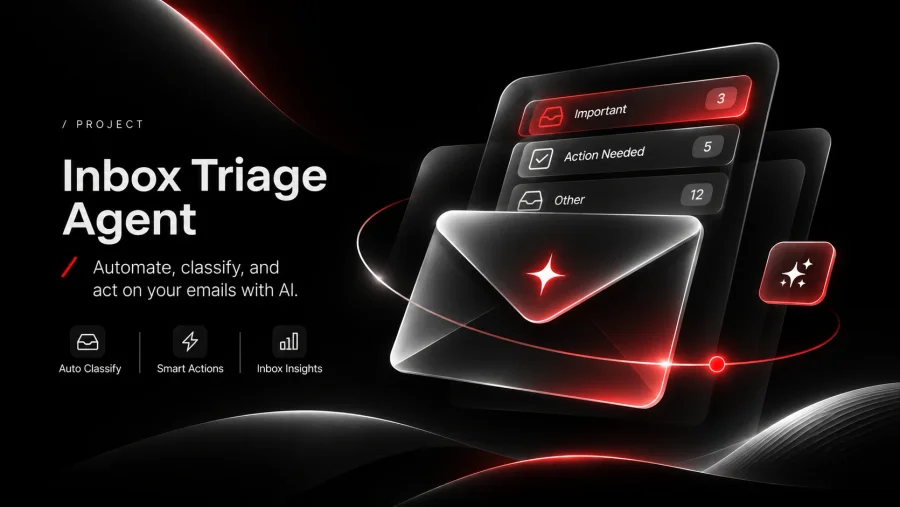 / PROJECT
Inbox Triage
Agent
Automate, classify, and
act on your emails with AI.
Auto Classify
Smart Actions
Inbox Insights
Important 3
Action Needed 5
Other 12